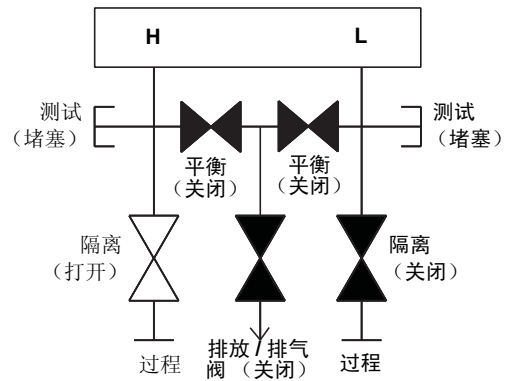 H
L
测试
（堵塞）
测试
（堵塞）
平衡
（关闭）
平衡
（关闭）
隔离
（打开）
隔离
（关闭）
过程
排放 / 排气
阀（关闭）
过程